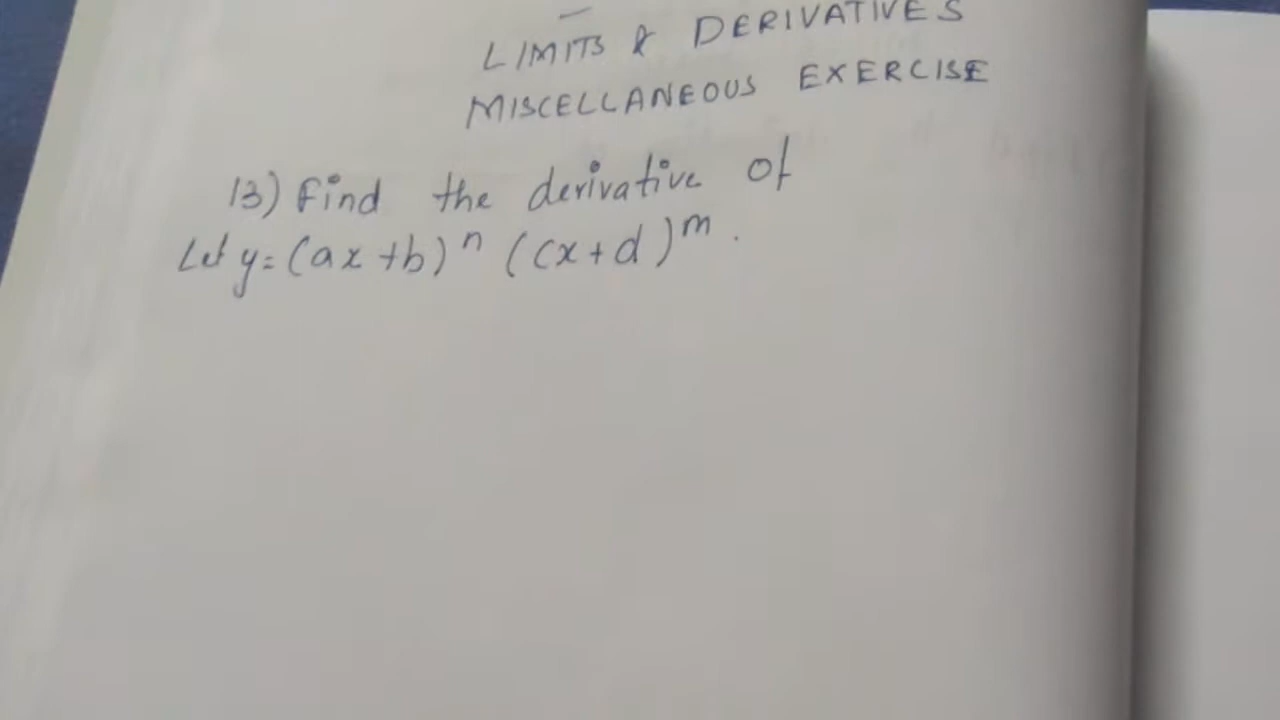 LIMITS & DERIVATIVES
MISCELLANEOUS EXERCISE
13) Find the derivative of
Let y = (ax+b)ⁿ (cx+d)ᵐ.